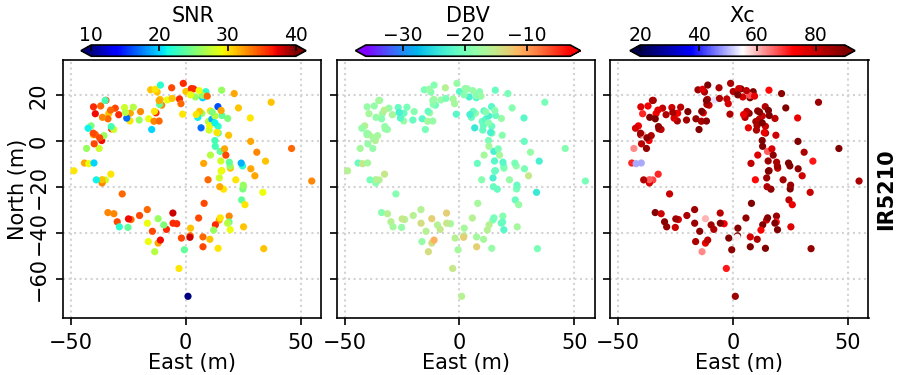 SNR DBV Xc
10 20 30 40 −30 −20 −10 20 40 60 80
20
0
−20
−40
−60
North (m)
−50 0 50 −50 0 50 −50 0 50
East (m) East (m) East (m)
IR5210